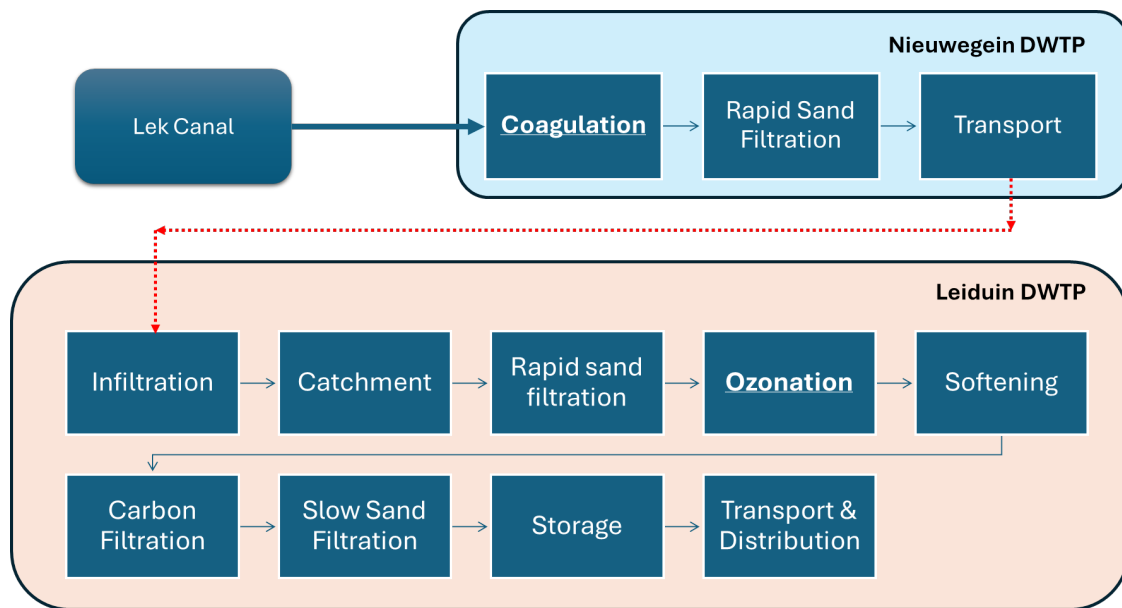 Nieuwegein DWTP
Lek Canal
Coagulation
Rapid Sand
Filtration
Transport
Leiduin DWTP
Infiltration
Catchment
Rapid sand
filtration
Ozonation
Softening
Carbon
Filtration
Slow Sand
Filtration
Storage
Transport &
Distribution